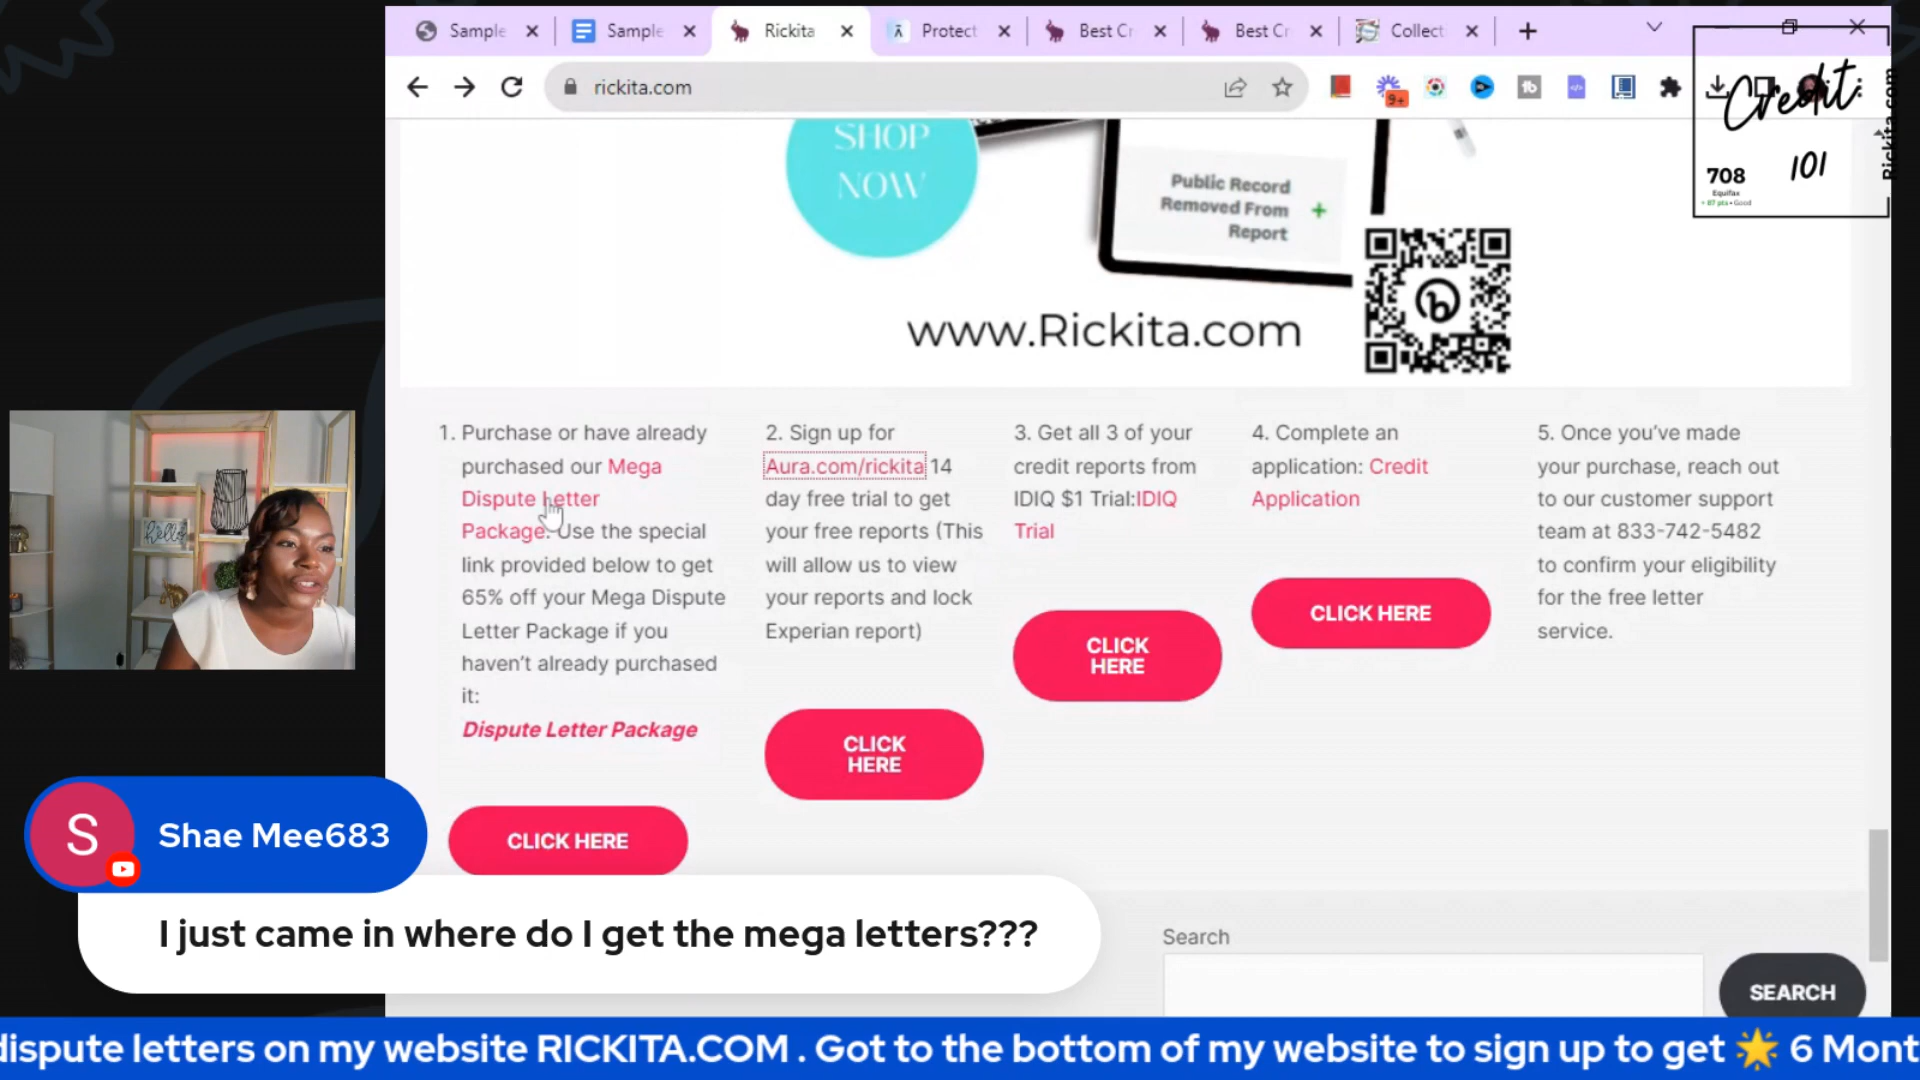 Sample
Sample
Rickita
Protect
Best Cr
Best Cr
Collect
rickita.com
9+
Credit
101
708
Equifax
+ 87 pts • Good
Rickita.com
SHOP
NOW
Public Record
Removed From
Report
www.Rickita.com
1. Purchase or have already
purchased our Mega
Dispute Letter
Package. Use the special
link provided below to get
65% off your Mega Dispute
Letter Package if you
haven't already purchased
it:
Dispute Letter Package
CLICK HERE
2. Sign up for
Aura.com/rickita 14
day free trial to get
your free reports (This
will allow us to view
your reports and lock
Experian report)
CLICK
HERE
3. Get all 3 of your
credit reports from
IDIQ $1 Trial:IDIQ
Trial
CLICK
HERE
4. Complete an
application: Credit
Application
CLICK HERE
5. Once you've made
your purchase, reach out
to our customer support
team at 833-742-5482
to confirm your eligibility
for the free letter
service.
hello
S
Shae Mee683
I just came in where do I get the mega letters???
Search
SEARCH
dispute letters on my website RICKITA.COM . Got to the bottom of my website to sign up to get 🌟 6 Mont